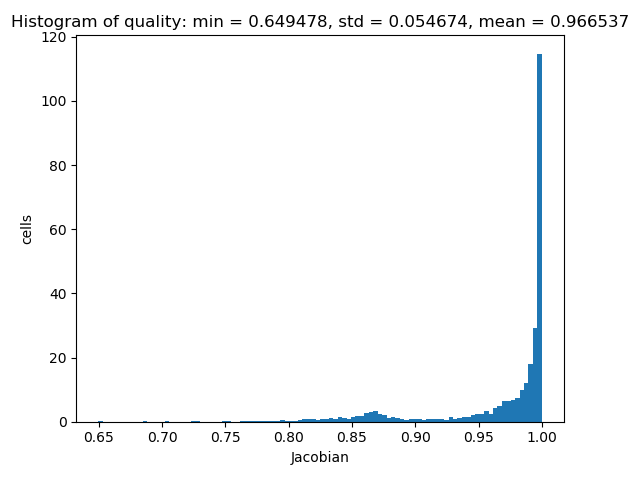 Histogram of quality: min = 0.649478, std = 0.054674, mean = 0.966537
120
100
80
60
40
20
0
cells
0.65 0.70 0.75 0.80 0.85 0.90 0.95 1.00
Jacobian